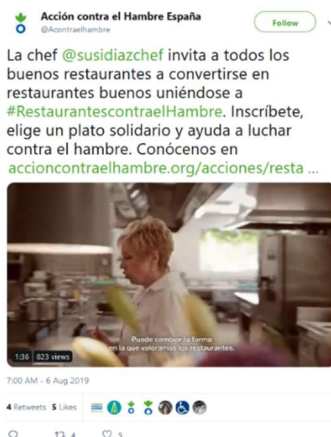 Acción contra el Hambre España
@Acontraelhambre
Follow
La chef @susidiazchef invita a todos los
buenos restaurantes a convertirse en
restaurantes buenos uniéndose a
#RestaurantescontraelHambre. Inscríbete,
elige un plato solidario y ayuda a luchar
contra el hambre. Conócenos en
accioncontraelhambre.org/acciones/resta ...
Puede cambiar la forma
en la que valoramos los restaurantes.
1:36 823 views
7:00 AM - 6 Aug 2019
4 Retweets 5 Likes
4 5